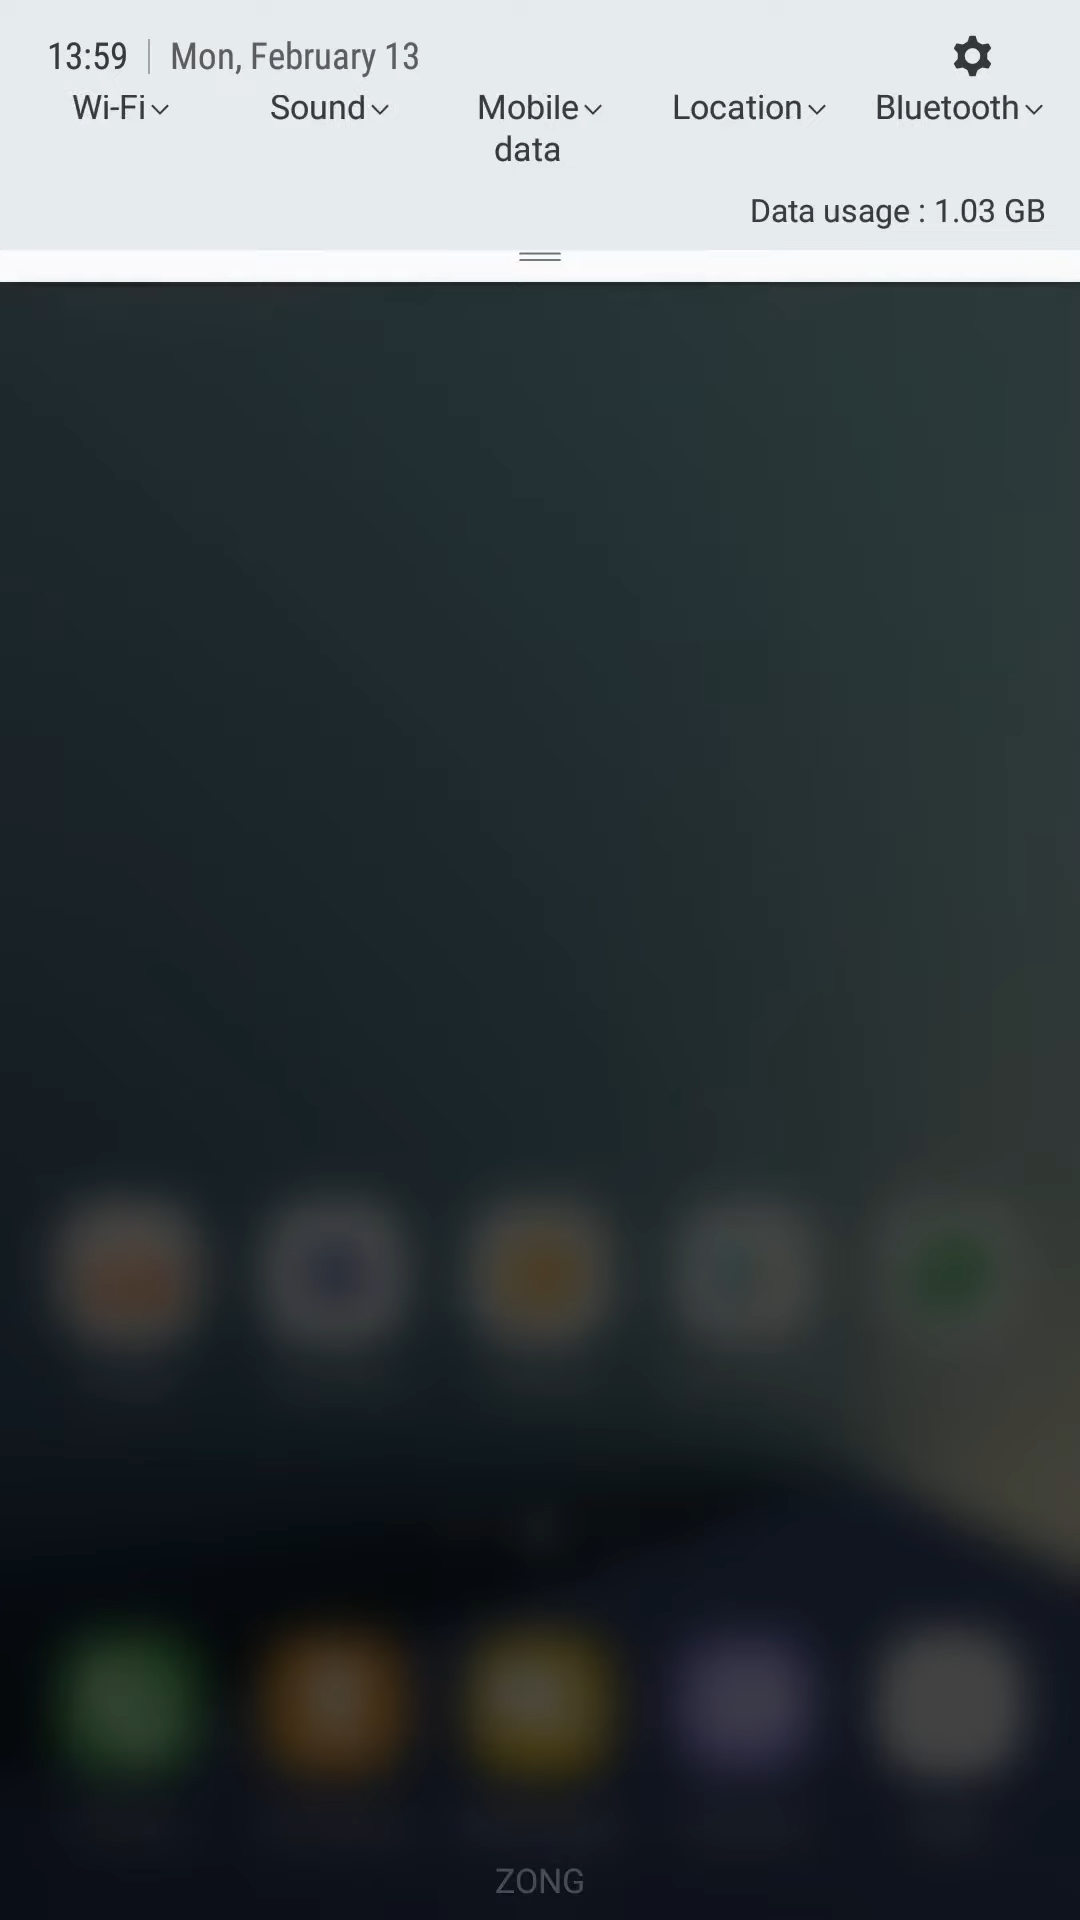 13:59 | Mon, February 13
Wi-Fi Sound Mobile data Location Bluetooth
Data usage : 1.03 GB
ZONG